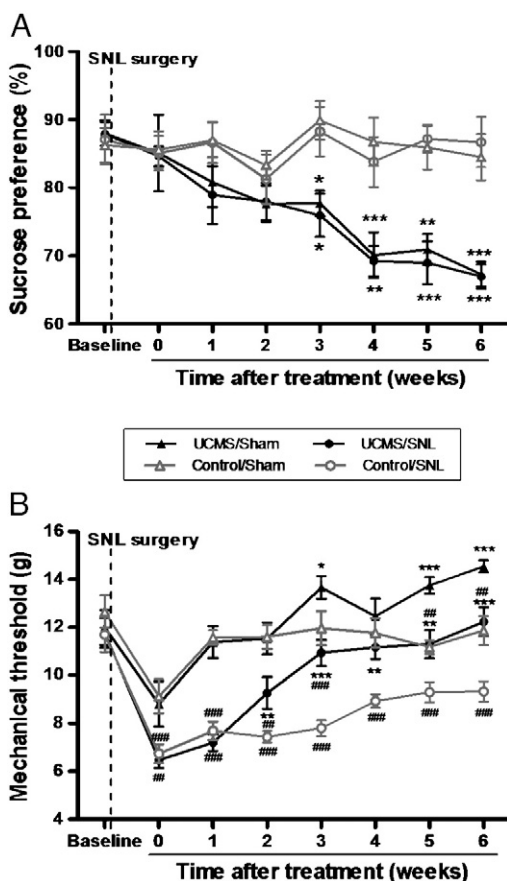 A
SNL surgery
Sucrose preference (%)
100
90
80
70
60
* *** ** ***
* ** *** ***
Baseline 0 1 2 3 4 5 6
Time after treatment (weeks)
UCMS/Sham UCMS/SNL
Control/Sham Control/SNL
B
SNL surgery
Mechanical threshold (g)
16
14
12
10
8
6
4
***
* ***
##
## ***
**
***
### **
**
##
### ###
### ### ###
### ###
## ###
Baseline 0 1 2 3 4 5 6
Time after treatment (weeks)